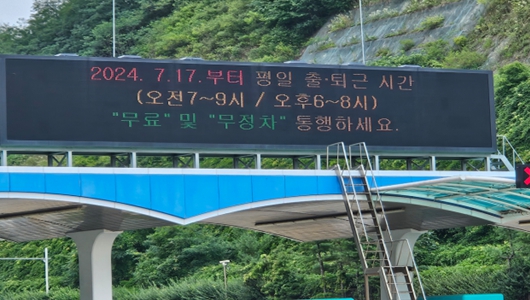 2024. 7.17.부터 평일 출·퇴근 시간
(오전7~9시 / 오후6~8시)
"무료" 및 "무정차" 통행하세요.